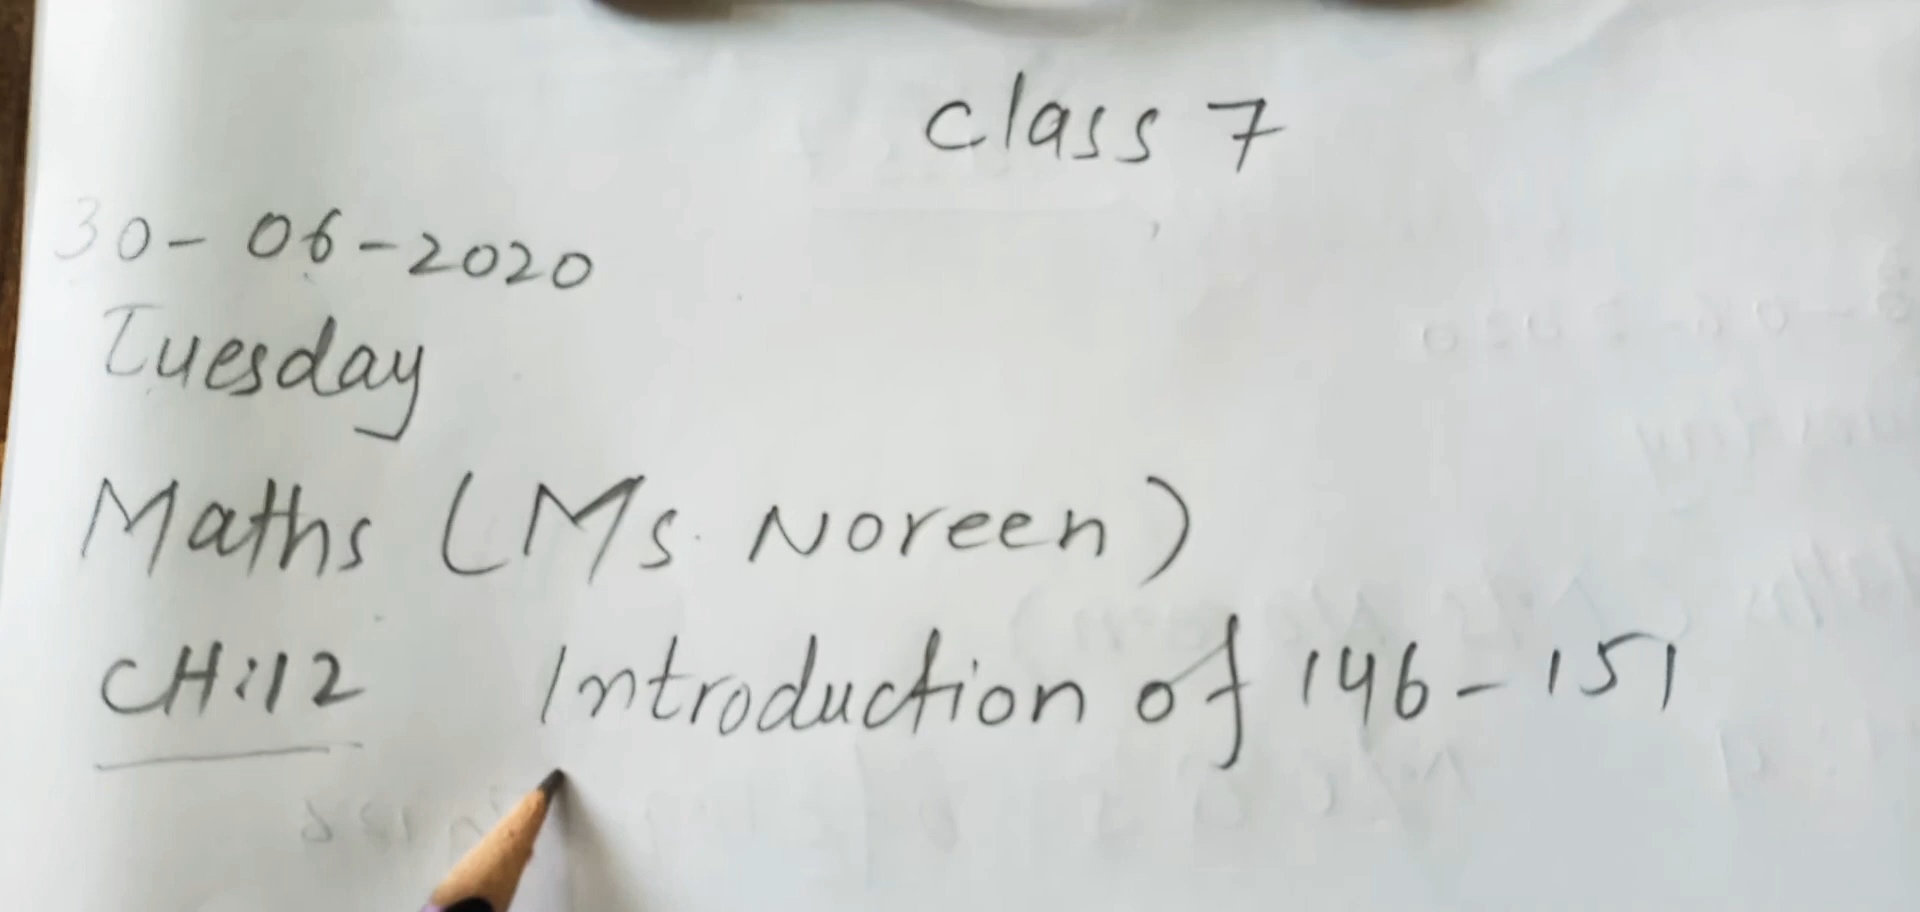 class 7
30-06-2020
Tuesday
Maths (Ms. Noreen)
CH:12 Introduction of 146-151